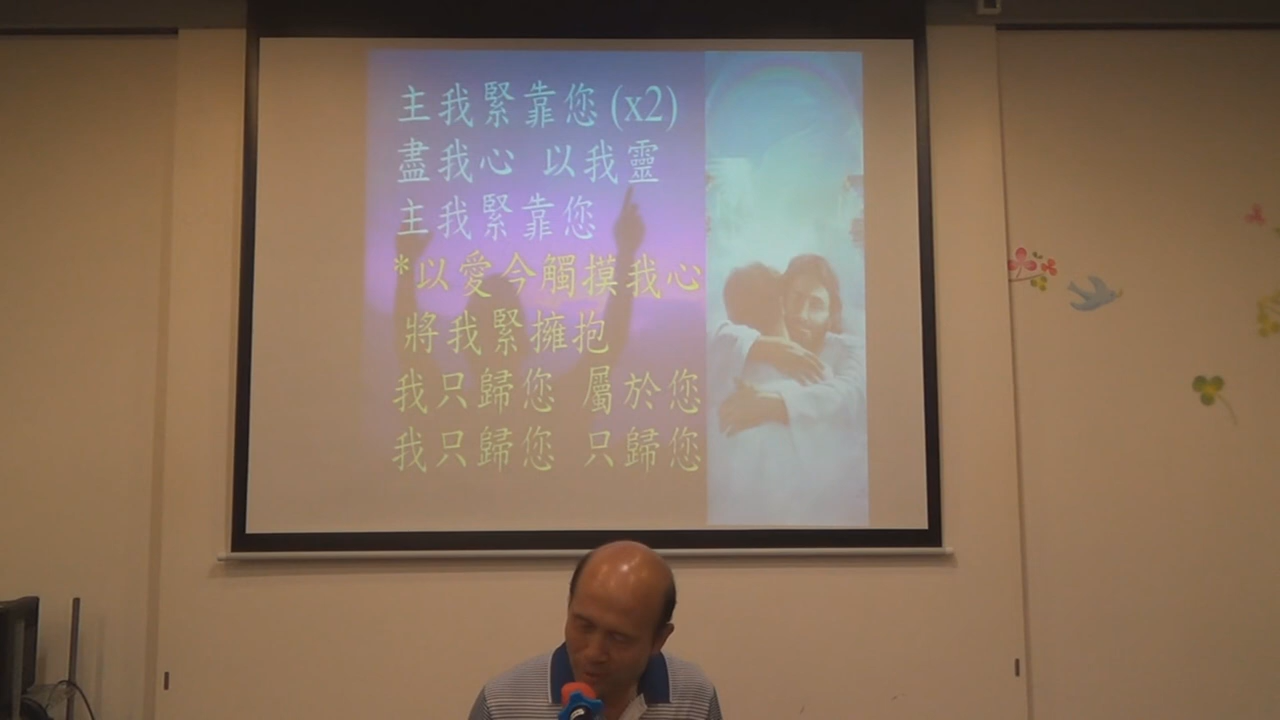 主我緊靠您 (x2)
盡我心 以我靈
主我緊靠您
*以愛今觸摸我心
將我緊擁抱
我只歸您 屬於您
我只歸您 只歸您